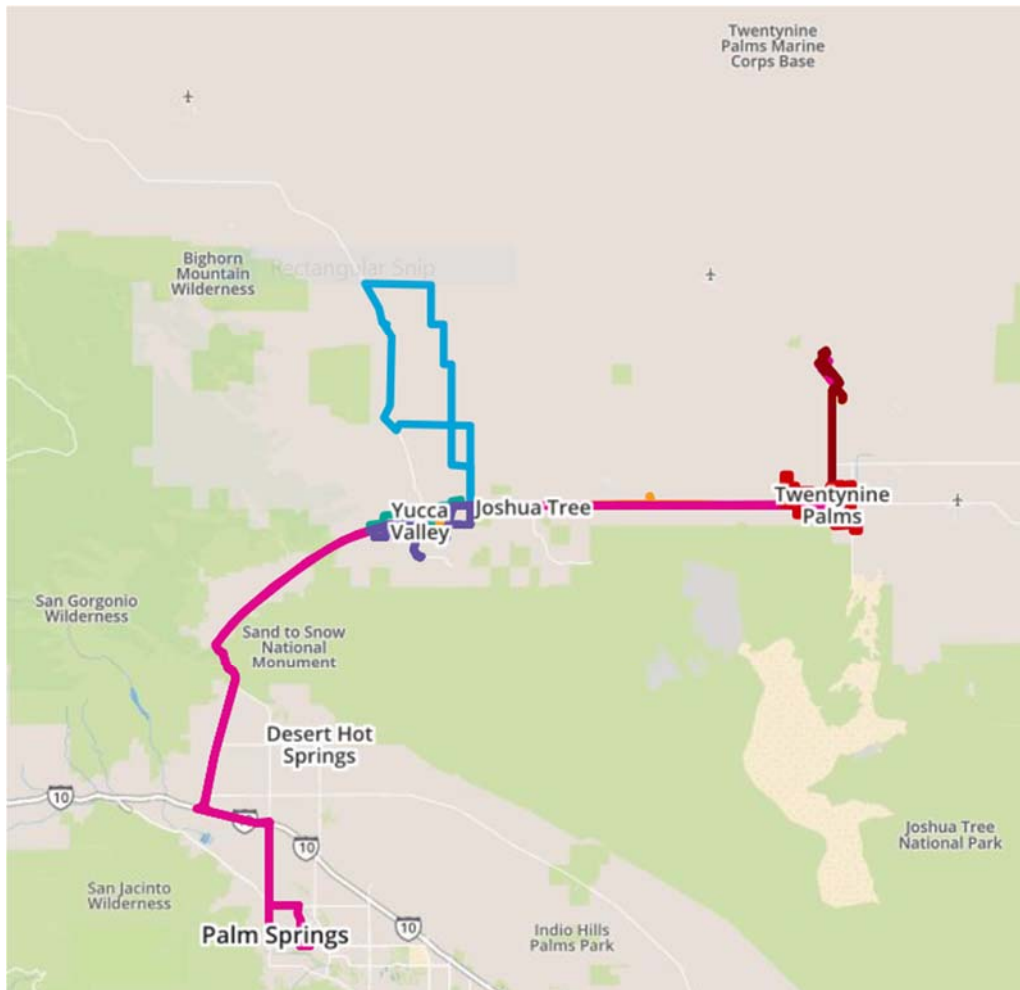 Twentynine
Palms Marine
Corps Base
Bighorn
Mountain
Wilderness
Rectangular Snip
Twentynine
Palms
Yucca
Valley
Joshua Tree
San Gorgonio
Wilderness
Sand to Snow
National
Monument
Desert Hot
Springs
10
10
Joshua Tree
National Park
San Jacinto
Wilderness
Palm Springs
Indio Hills
Palms Park
10